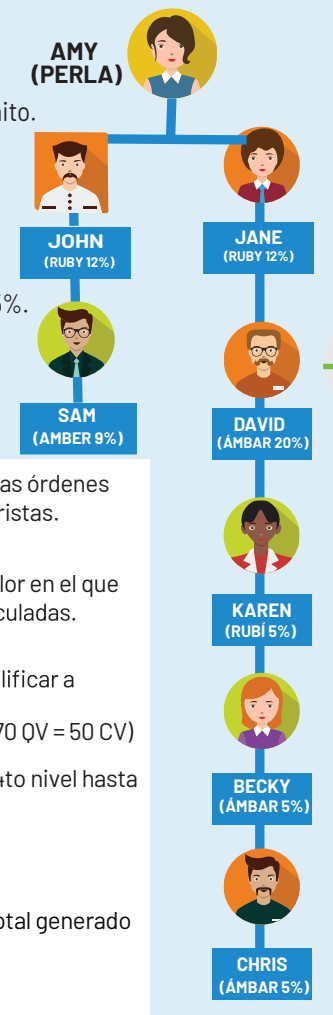 AMY
(PERLA)
ito.
JOHN
(RUBY 12%)
JANE
(RUBY 12%)
5%.
SAM
(AMBER 9%)
DAVID
(ÁMBAR 20%)
as órdenes
ristas.
lor en el que
culadas.
KAREN
(RUBÍ 5%)
lificar a
70 QV = 50 CV)
4to nivel hasta
BECKY
(ÁMBAR 5%)
otal generado
CHRIS
(ÁMBAR 5%)